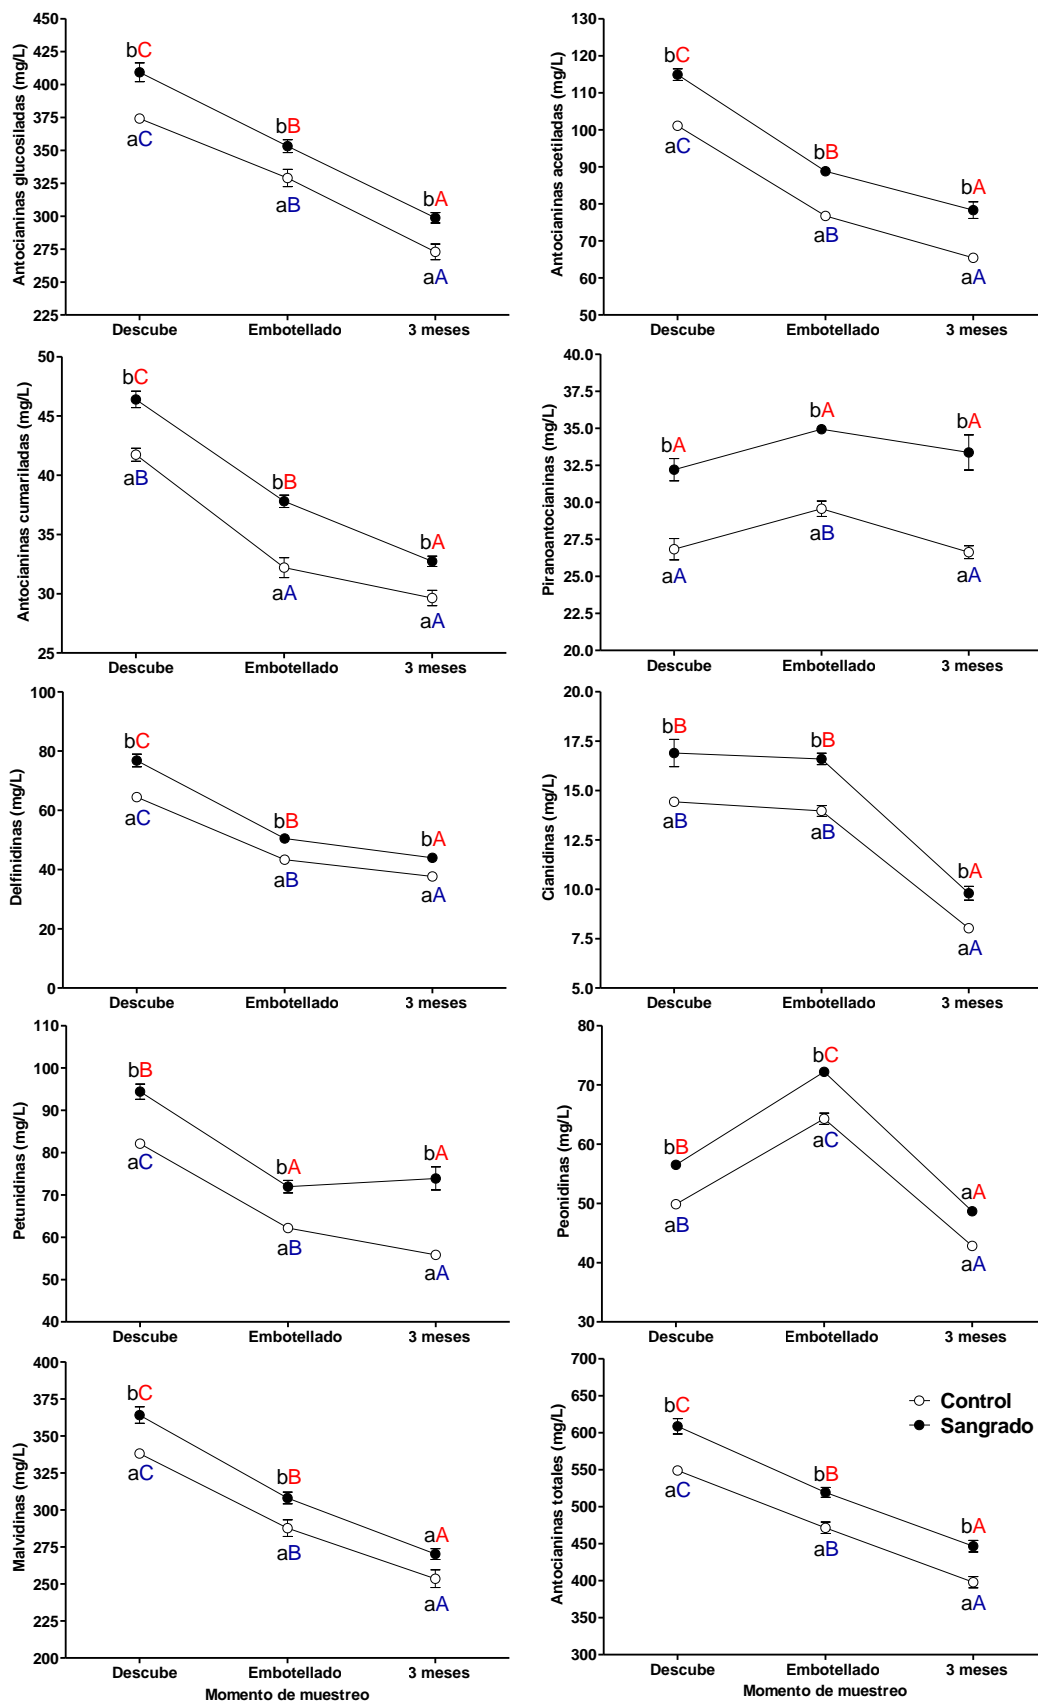 Antocianinas glucosiladas (mg/L)
450
425
400
375
350
325
300
275
250
225
bC
aC
bB
aB
bA
aA
Descube Embotellado 3 meses
Antocianinas acetiladas (mg/L)
130
120
110
100
90
80
70
60
50
bC
aC
bB
aB
bA
aA
Descube Embotellado 3 meses
Antocianinas cumariladas (mg/L)
50
45
40
35
30
25
bC
aB
bB
aA
bA
aA
Descube Embotellado 3 meses
Piranoantocianinas (mg/L)
40.0
37.5
35.0
32.5
30.0
27.5
25.0
22.5
20.0
bA
aA
bA
aB
bA
aA
Descube Embotellado 3 meses
Delfinidinas (mg/L)
100
80
60
40
20
0
bC
aC
bB
aB
bA
aA
Descube Embotellado 3 meses
Cianidinas (mg/L)
20.0
17.5
15.0
12.5
10.0
7.5
5.0
bB
aB
bB
aB
bA
aA
Descube Embotellado 3 meses
Petunidinas (mg/L)
110
100
90
80
70
60
50
40
bB
aC
bA
aB
bA
aA
Descube Embotellado 3 meses
Peonidinas (mg/L)
80
70
60
50
40
30
bB
aB
bC
aC
aA
aA
Descube Embotellado 3 meses
Malvidinas (mg/L)
400
375
350
325
300
275
250
225
200
bC
aC
bB
aB
aA
aA
Descube Embotellado 3 meses
Momento de muestreo
Antocianinas totales (mg/L)
700
650
600
550
500
450
400
350
300
bC
aC
bB
aB
bA
aA
Control
Sangrado
Descube Embotellado 3 meses
Momento de muestreo